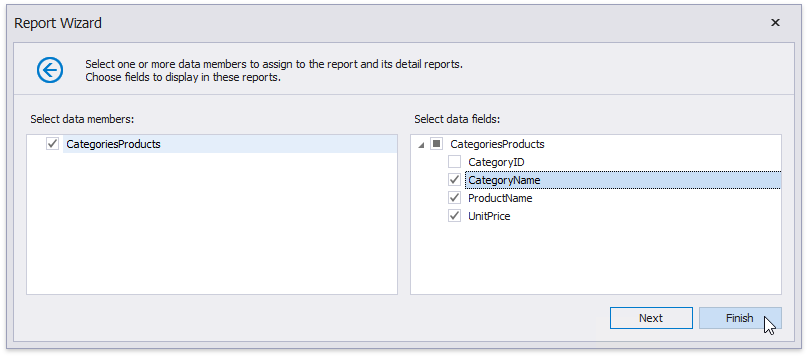 Report Wizard
Select one or more data members to assign to the report and its detail reports.
Choose fields to display in these reports.
Select data members:
CategoriesProducts
Select data fields:
CategoriesProducts
CategoryID
CategoryName
ProductName
UnitPrice
Next
Finish